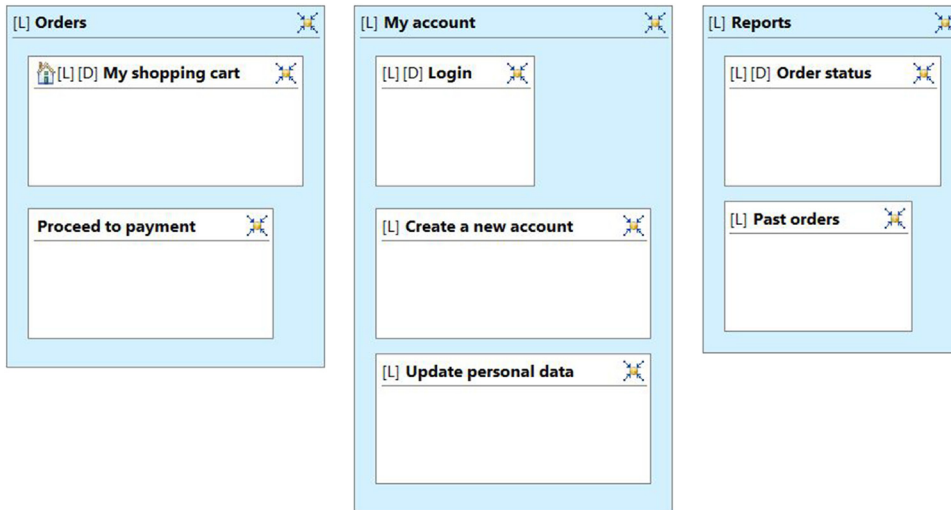 [L] Orders
[L] [D] My shopping cart
Proceed to payment
[L] My account
[L] [D] Login
[L] Create a new account
[L] Update personal data
[L] Reports
[L] [D] Order status
[L] Past orders